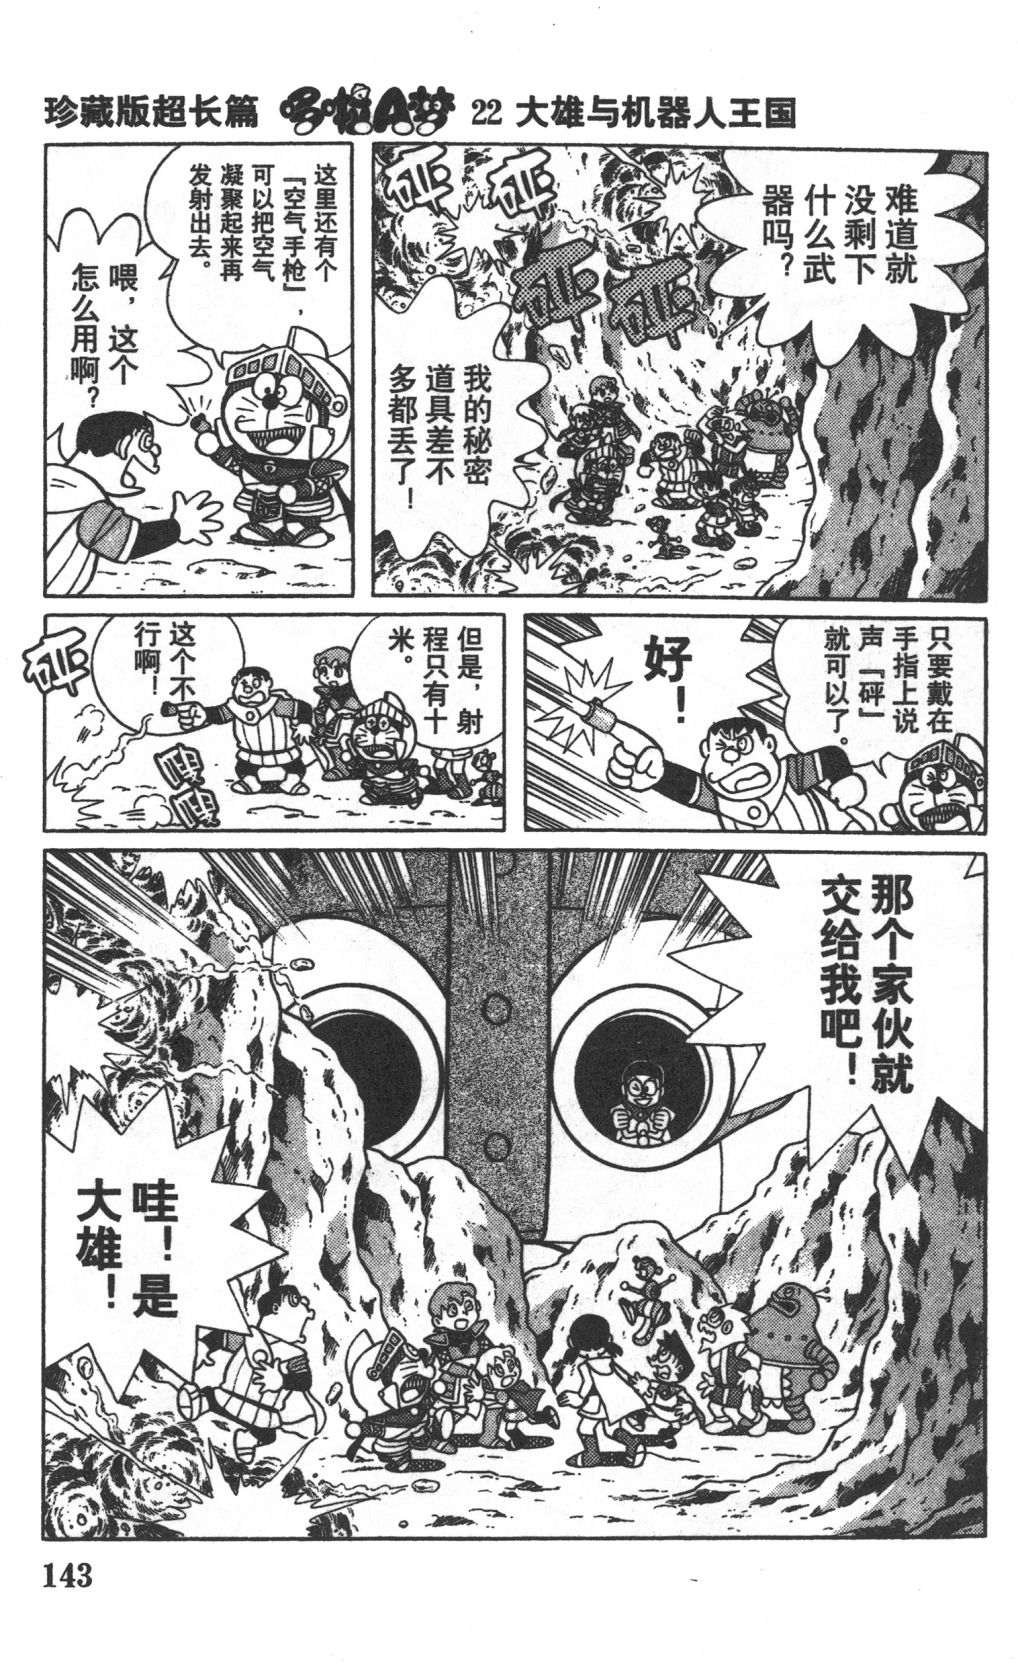 珍藏版超长篇 哆啦A梦 22 大雄与机器人王国
难道就
没剩下
什么武
器吗？
砰
砰
砰
砰
我的秘密
道具差不
多都丢了！
这里还有个
『空气手枪』，
可以把空气
凝聚起来再
发射出去。
喂，这个
怎么用啊？
只要戴在
手指上说
声『砰』
就可以了。
好！
但是，射
程只有十
米。
这个不
行啊！
砰
嗖
嗖
那个家伙就
交给我吧！
哇！是
大雄！
143